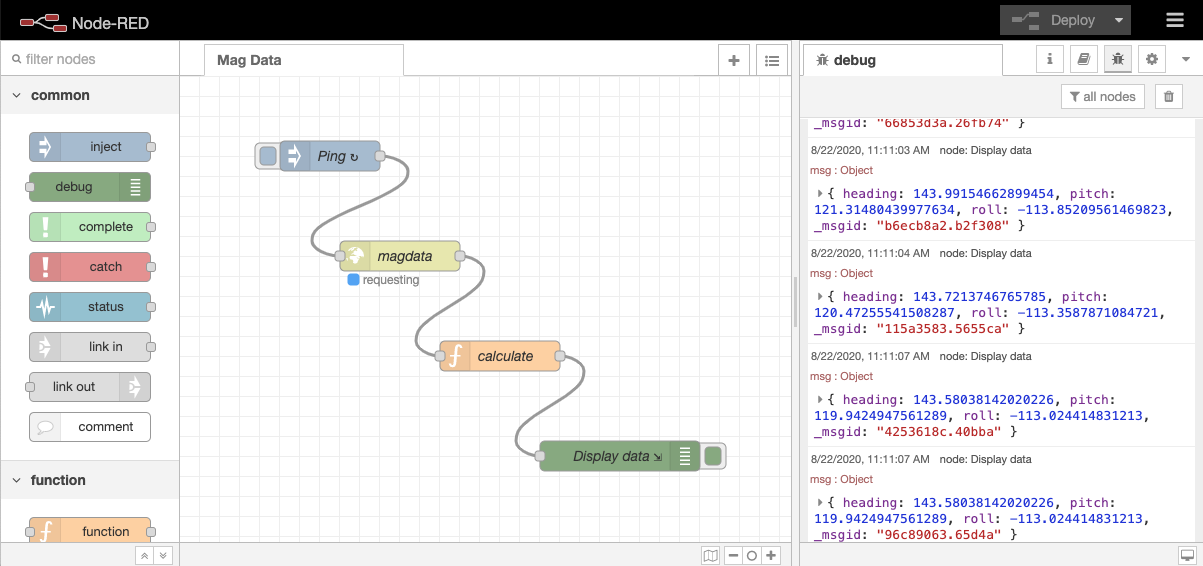 Node-RED
Deploy
filter nodes
Mag Data
debug
common
all nodes
inject
debug
complete
catch
status
link in
link out
comment
function
function
Ping ↻
magdata
requesting
calculate
Display data ⇲
_msgid: "66853d3a.26fb74" }
8/22/2020, 11:11:03 AM node: Display data
msg : Object
{ heading: 143.99154662899454, pitch:
121.31480439977634, roll: -113.85209561469823,
_msgid: "b6ecb8a2.b2f308" }
8/22/2020, 11:11:04 AM node: Display data
msg : Object
{ heading: 143.7213746765785, pitch:
120.47255541508287, roll: -113.3587871084721,
_msgid: "115a3583.5655ca" }
8/22/2020, 11:11:07 AM node: Display data
msg : Object
{ heading: 143.58038142020226, pitch:
119.9424947561289, roll: -113.024414831213,
_msgid: "4253618c.40bba" }
8/22/2020, 11:11:07 AM node: Display data
msg : Object
{ heading: 143.58038142020226, pitch:
119.9424947561289, roll: -113.024414831213,
_msgid: "96c89063.65d4a" }